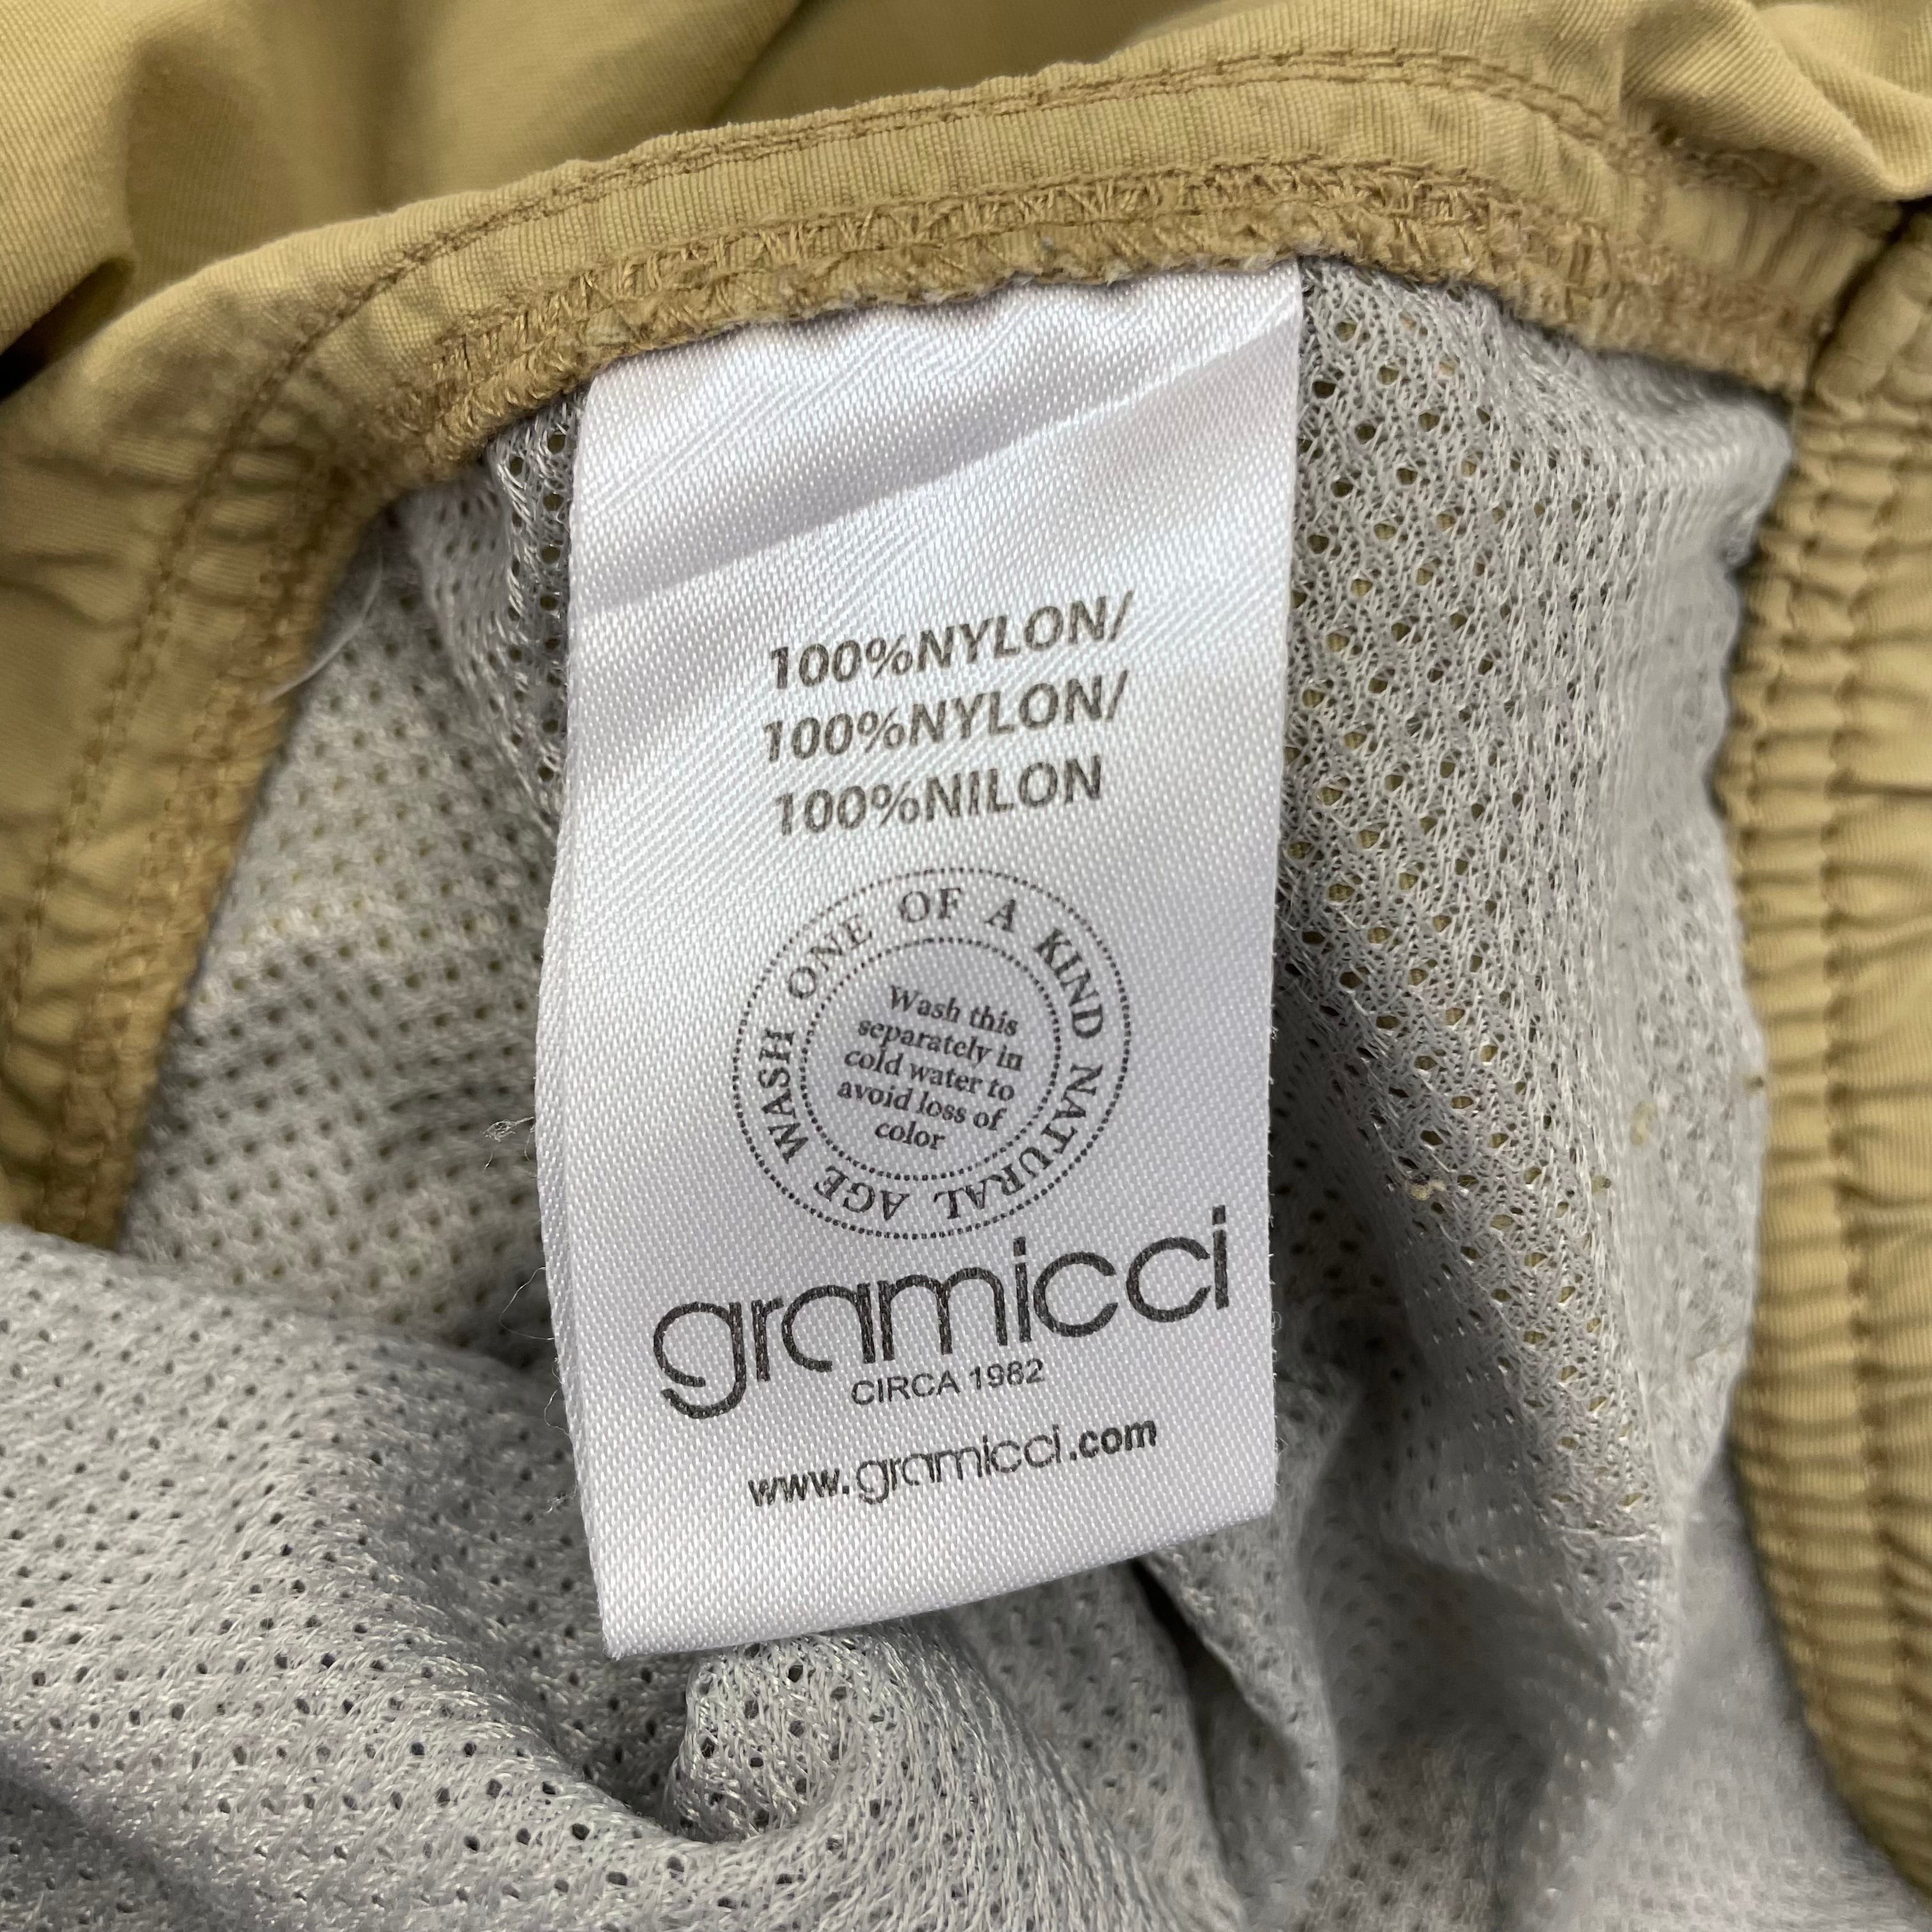 100%NYLON/
100%NYLON/
100%NILON
ONE OF A KIND NATURAL AGE WASH
Wash this
separately in
cold water to
avoid loss of
color
gramicci
CIRCA 1982
www.gramicci.com